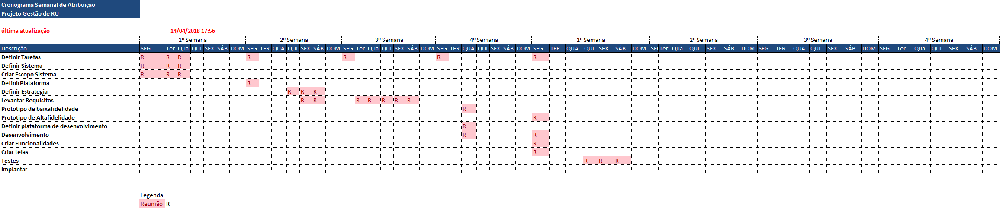 Cronograma Semanal de Atribuição
Projeto Gestão de RU
última atualização 14/04/2018 17:56
1º Semana 2º Semana 3º Semana 4º Semana 1º Semana 2º Semana 3º Semana 4º Semana
Descrição SEG Ter Qua QUI SEX SÁB DOM SEG TER QUA QUI SEX SÁB DOM SEG Ter Qua QUI SEX SÁB DOM SEG TER QUA QUI SEX SÁB DOM SEG TER QUA QUI SEX SÁB DOM SEG Ter Qua QUI SEX SÁB DOM SEG TER QUA QUI SEX SÁB DOM SEG Ter Qua QUI SEX SÁB DOM
Definir Tarefas R R R R R R R
Definir Sistema R R R
Criar Escopo Sistema R R R
DefinirPlataforma R
Definir Estrategia R R R
Levantar Requisitos R R R R R R R
Prototipo de baixafidelidade R
Prototipo de Altafidelidade R
Definir plataforma de desenvolvimento R
Desenvolvimento R R
Criar Funcionalidades R
Criar telas R
Testes R R R
Implantar
Legenda
Reunião R